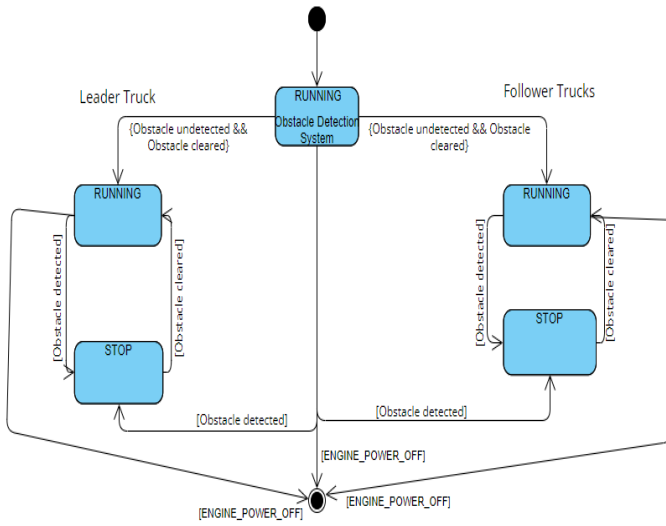 RUNNING
Obstacle Detection
System
Leader Truck
Follower Trucks
{Obstacle undetected &&
Obstacle cleared}
{Obstacle undetected && Obstacle
cleared}
RUNNING
RUNNING
[Obstacle detected]
[Obstacle cleared]
[Obstacle detected]
[Obstacle cleared]
STOP
STOP
[Obstacle detected]
[Obstacle detected]
[ENGINE_POWER_OFF]
[ENGINE_POWER_OFF]
[ENGINE_POWER_OFF]